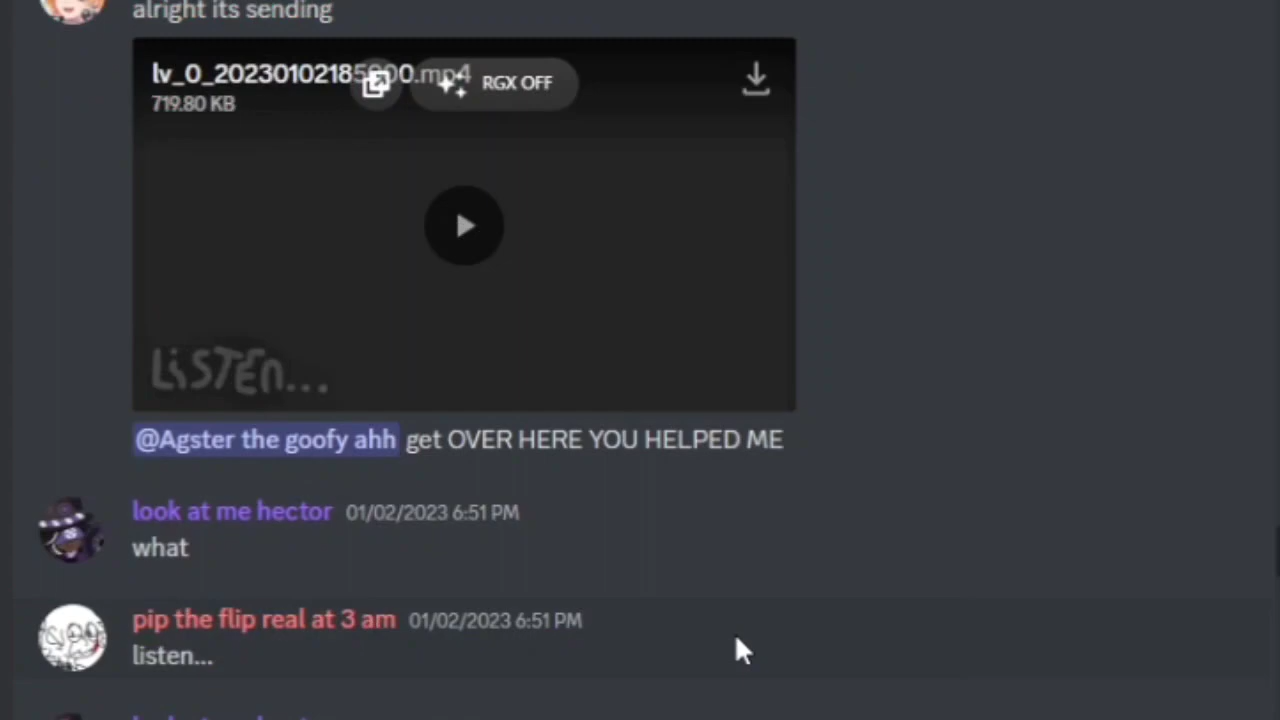 alright its sending
lv_0_20230102185900.mp4
RGX OFF
719.80 KB
LiSTEn...
@Agster the goofy ahh get OVER HERE YOU HELPED ME
look at me hector 01/02/2023 6:51 PM
what
pip the flip real at 3 am 01/02/2023 6:51 PM
listen...